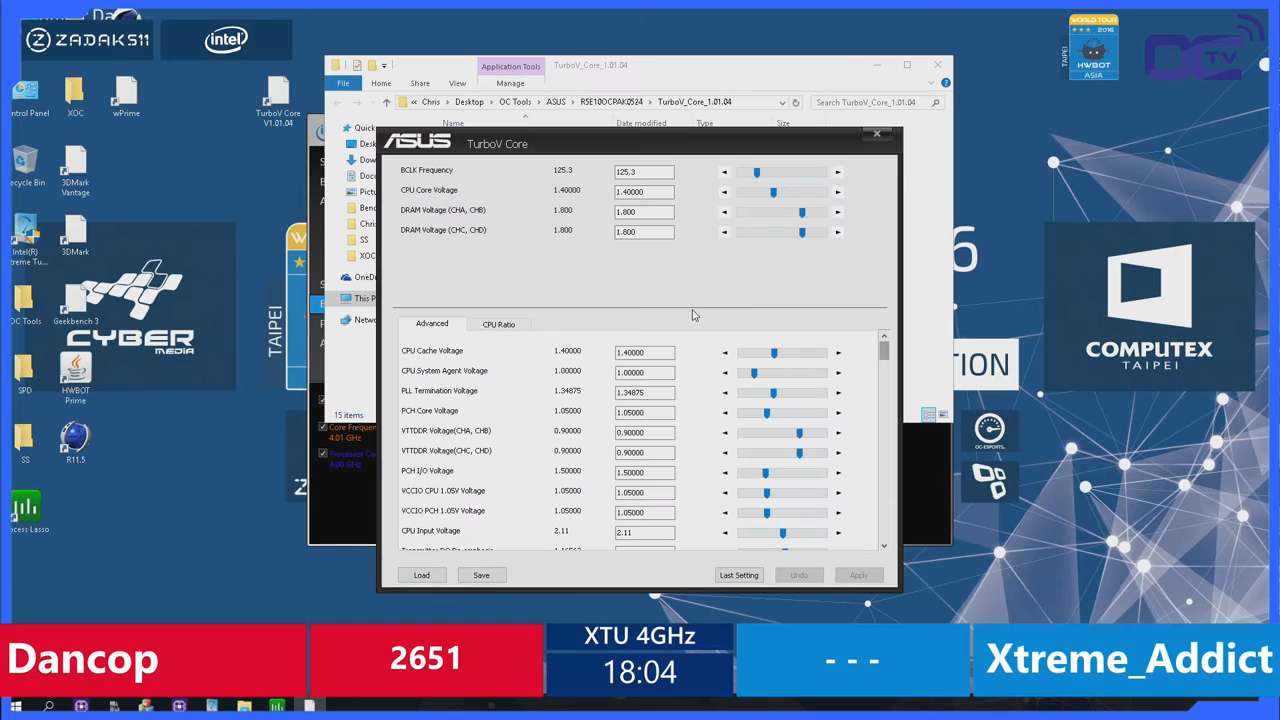 ZADAK511
intel
WORLD TOUR
2016
TAIPEI
HWBOT
ASIA
OC
TV
XOC
wPrime
TurboV Core
V1.01.04
3DMark
Vantage
3DMark
OC Tools
Geekbench 3
SPD
HWBOT
Prime
SS
R11.5
CYBER
MEDIA
TAIPEI
COMPUTEX
TAIPEI
OC-ESPORTS
Application Tools
TurboV_Core_1.01.04
File
Home
Share
View
Manage
« Chris > Desktop > OC Tools > ASUS > R5E10OCPAK0524 > TurboV_Core_1.01.04
Search TurboV_Core_1.01.04
Name
Date modified
Type
Size
SS
15 items
Core Frequen
4.01 GHz
4.00 GHz
ASUS TurboV Core
BCLK Frequency 125.3 125.3
CPU Core Voltage 1.40000 1.40000
DRAM Voltage (CHA, CHB) 1.800 1.800
DRAM Voltage (CHC, CHD) 1.800 1.800
Advanced
CPU Ratio
CPU Cache Voltage 1.40000 1.40000
CPU System Agent Voltage 1.00000 1.00000
PLL Termination Voltage 1.34875 1.34875
PCH Core Voltage 1.05000 1.05000
VTTDDR Voltage(CHA, CHB) 0.90000 0.90000
VTTDDR Voltage(CHC, CHD) 0.90000 0.90000
PCH I/O Voltage 1.50000 1.50000
VCCIO CPU 1.05V Voltage 1.05000 1.05000
VCCIO PCH 1.05V Voltage 1.05000 1.05000
CPU Input Voltage 2.11 2.11
Load
Save
Last Setting
Undo
Apply
Dancop
2651
XTU 4GHz
18:04
- - -
Xtreme_Addict